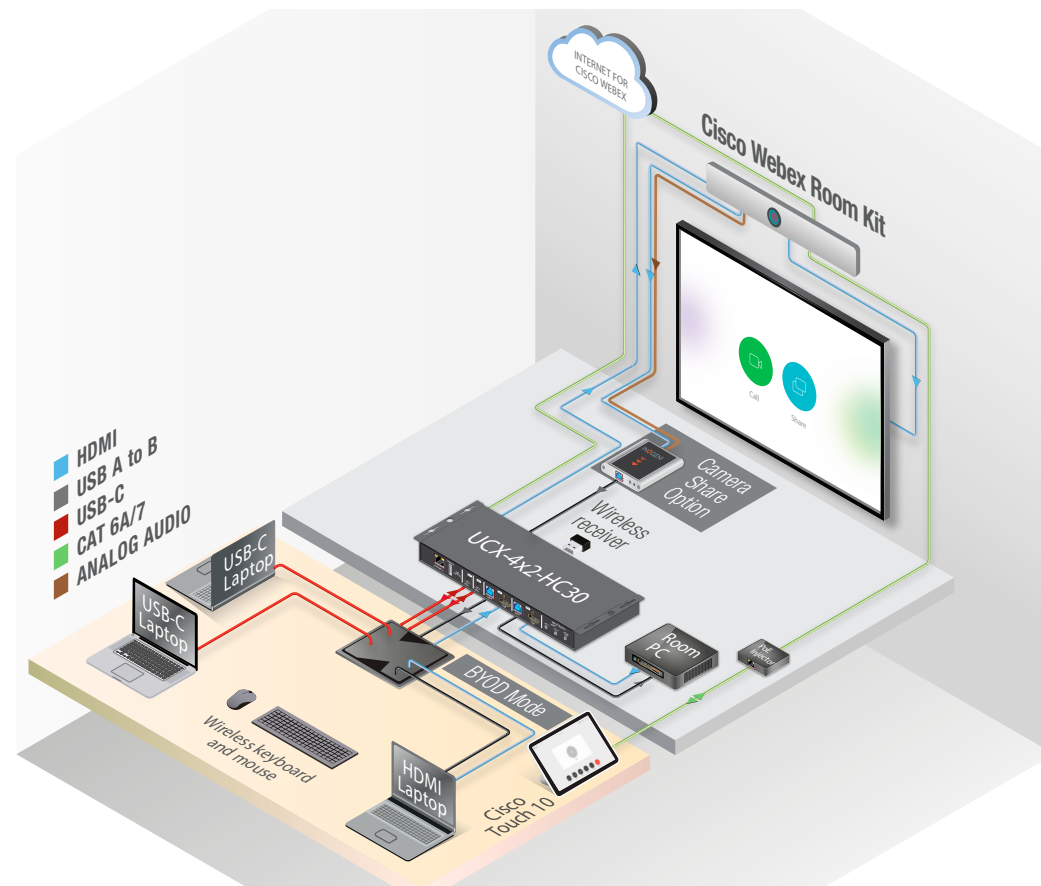 INTERNET FOR
CISCO WEBEX
Cisco Webex Room Kit
Call
Share
HDMI
USB A to B
USB-C
CAT 6A/7
ANALOG AUDIO
INOGENI
Camera
Share
Option
Wireless
receiver
UCX-4x2-HC30
USB-C
Laptop
USB-C
Laptop
Room
PC
PoE
Injector
BYOD Mode
Wireless keyboard
and mouse
HDMI
Laptop
Cisco
Touch 10